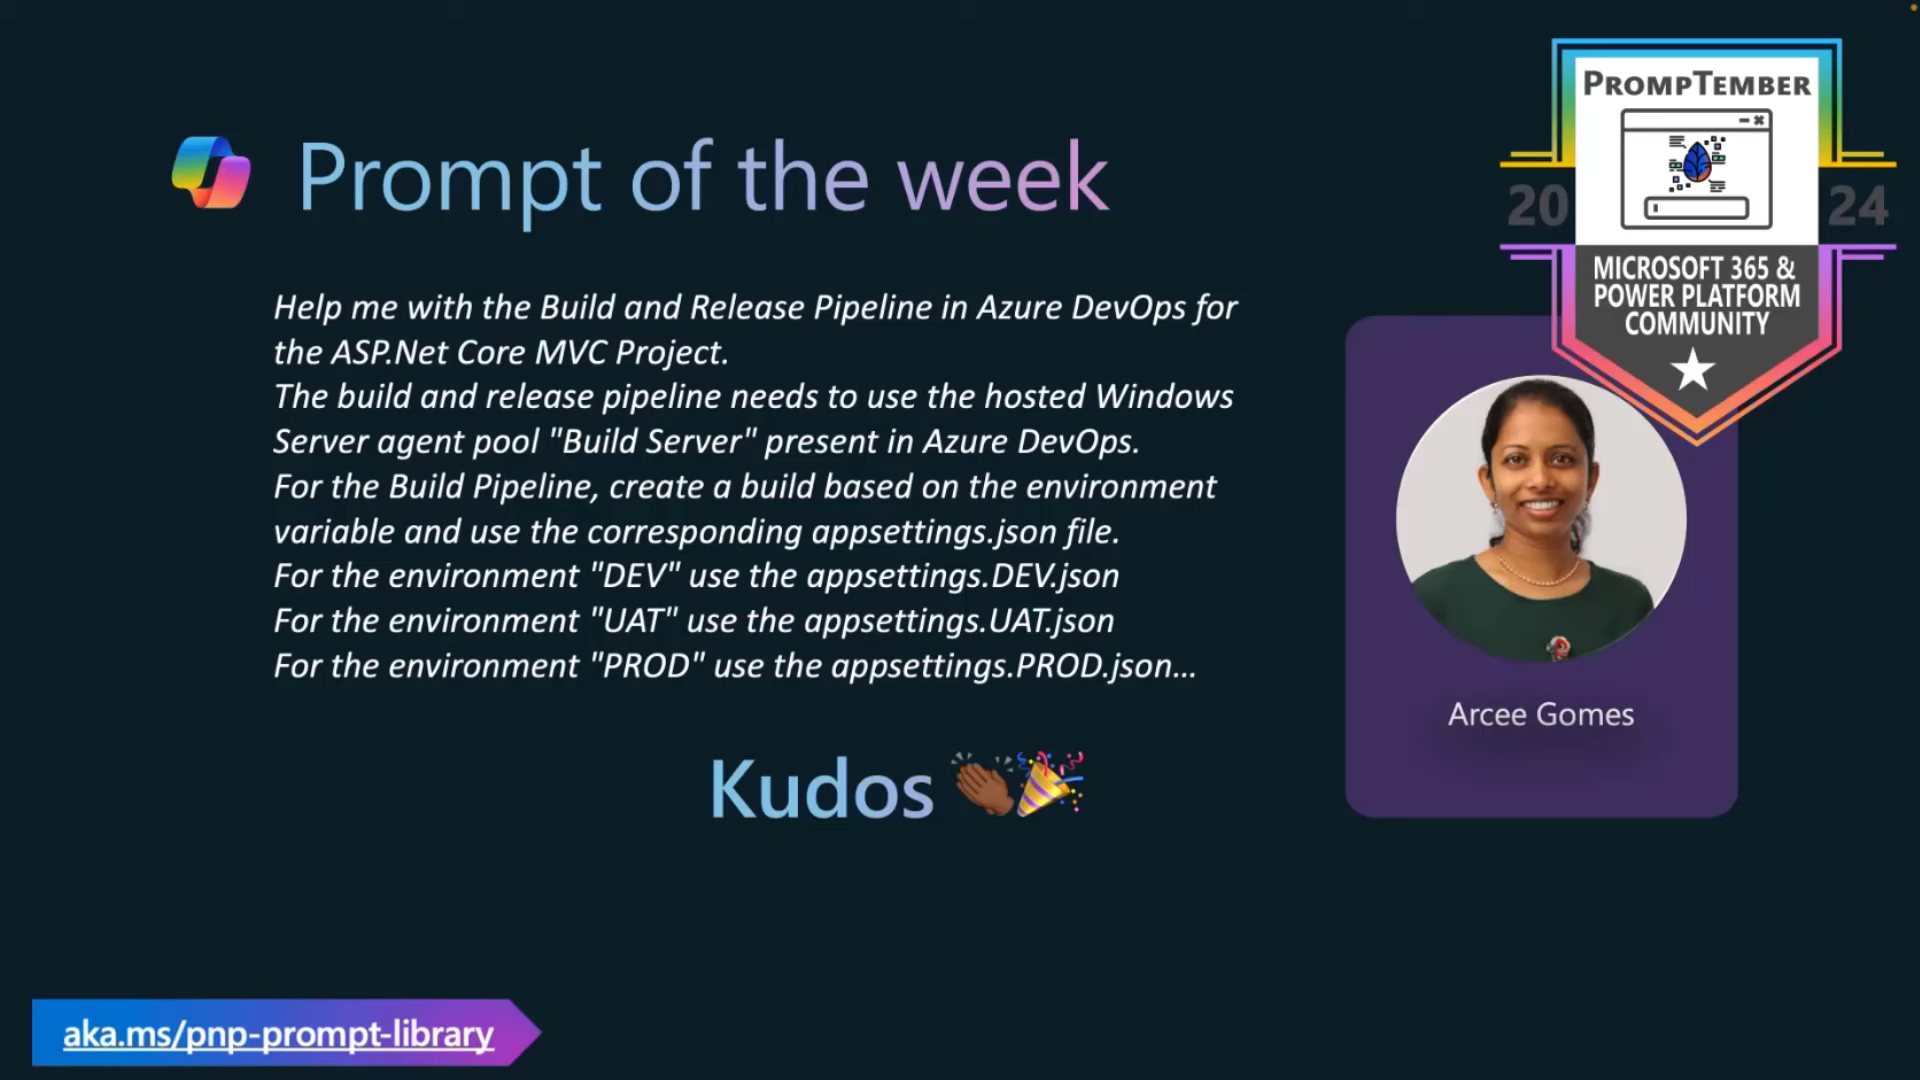 PROMPTEMBER
Prompt of the week
20 24
MICROSOFT 365 &
POWER PLATFORM
COMMUNITY
Help me with the Build and Release Pipeline in Azure DevOps for
the ASP.Net Core MVC Project.
The build and release pipeline needs to use the hosted Windows
Server agent pool "Build Server" present in Azure DevOps.
For the Build Pipeline, create a build based on the environment
variable and use the corresponding appsettings.json file.
For the environment "DEV" use the appsettings.DEV.json
For the environment "UAT" use the appsettings.UAT.json
For the environment "PROD" use the appsettings.PROD.json...
Arcee Gomes
Kudos 👏🏾🎉
aka.ms/pnp-prompt-library